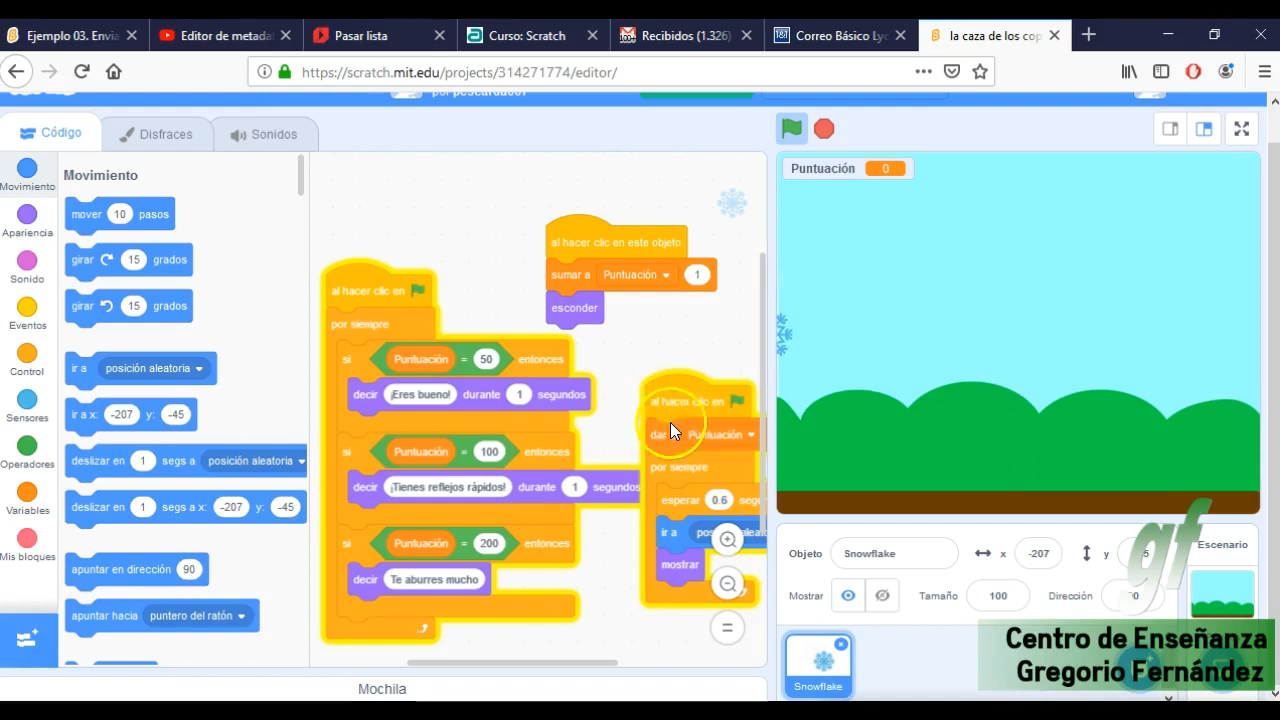 Ejemplo 03. Envia
Editor de metada
Pasar lista
Curso: Scratch
Recibidos (1.326)
Correo Básico Lyc
la caza de los cop
https://scratch.mit.edu/projects/314271774/editor/
Código
Disfraces
Sonidos
Movimiento
Apariencia
Sonido
Eventos
Control
Sensores
Operadores
Variables
Mis bloques
Movimiento
mover 10 pasos
girar 15 grados
girar 15 grados
ir a posición aleatoria
ir a x: -207 y: -45
deslizar en 1 segs a posición aleatoria
deslizar en 1 segs a x: -207 y: -45
apuntar en dirección 90
apuntar hacia puntero del ratón
al hacer clic en
por siempre
si Puntuación = 50 entonces
decir ¡Eres bueno! durante 1 segundos
si Puntuación = 100 entonces
decir ¡Tienes reflejos rápidos! durante 1 segundos
si Puntuación = 200 entonces
decir Te aburres mucho
al hacer clic en este objeto
sumar a Puntuación 1
esconder
al hacer clic en
dar Puntuación
por siempre
esperar 0.6 segu
ir a
mostrar
Mochila
Puntuación 0
Objeto Snowflake x -207 y
Mostrar Tamaño 100 Dirección
Snowflake
Escenario
gf
Centro de Enseñanza
Gregorio Fernández